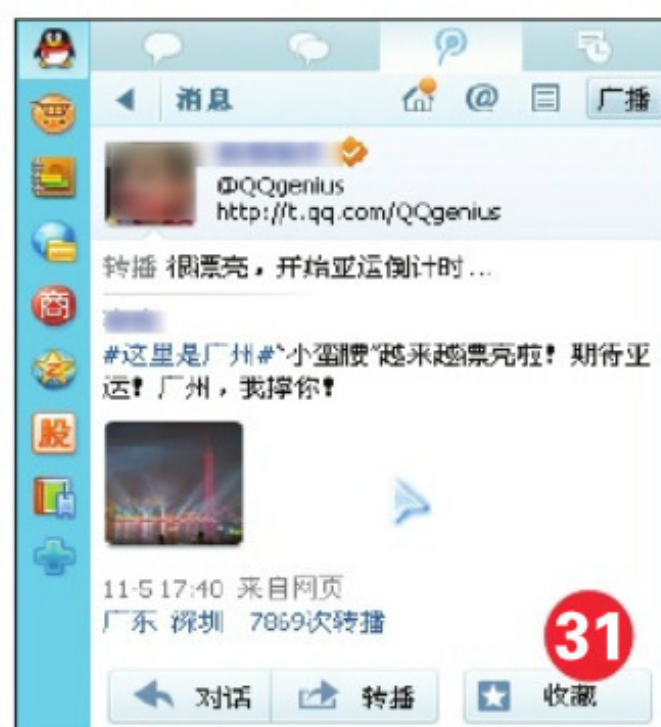 消息
广播
@QQgenius
http://t.qq.com/QQgenius
转播 很漂亮，开始亚运倒计时...
#这里是广州#“小蛮腰”越来越漂亮啦！期待亚
运！广州，我撑你！
11-5 17:40 来自网页
广东 深圳 7869次转播
31
对话 转播 收藏
商
股